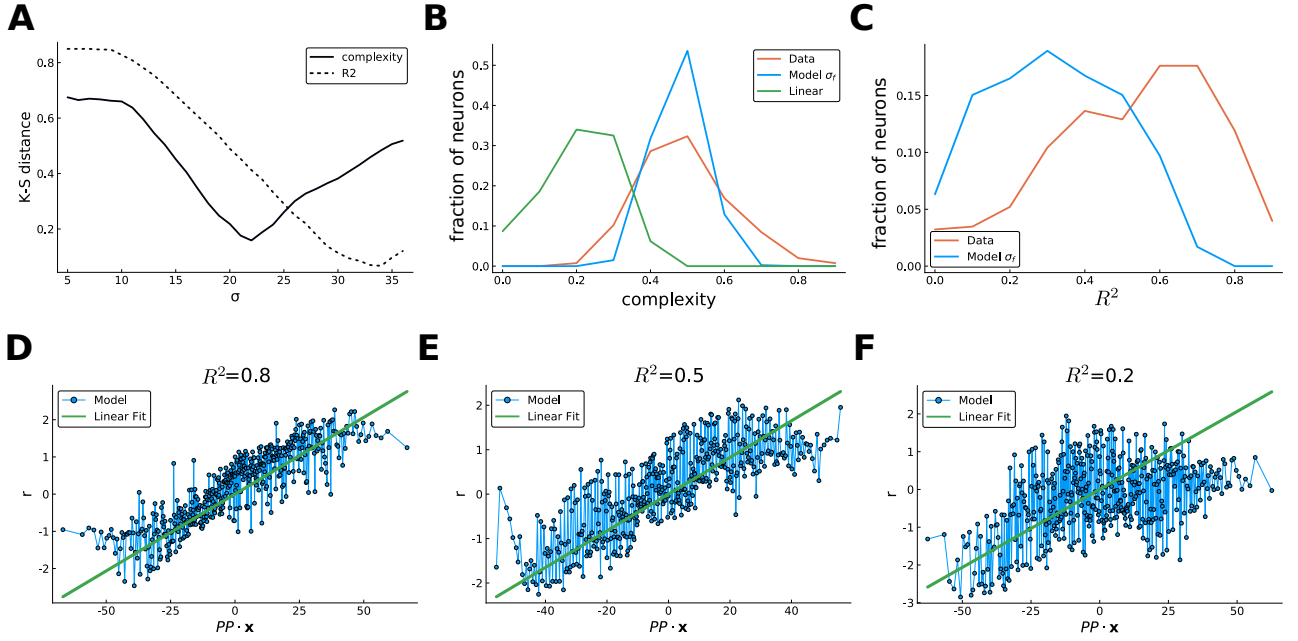 A
K-S distance
0.8
0.6
0.4
0.2
complexity
R2
5 10 15 20 25 30 35
σ
B
fraction of neurons
0.5
0.4
0.3
0.2
0.1
0.0
Data
Model σf
Linear
0.0 0.2 0.4 0.6 0.8
complexity
C
fraction of neurons
0.15
0.10
0.05
0.00
Data
Model σf
0.0 0.2 0.4 0.6 0.8
R²
D
R²=0.8
Model
Linear Fit
r
2
1
0
-1
-2
-50 -25 0 25 50
PP · x
E
R²=0.5
Model
Linear Fit
r
2
1
0
-1
-2
-40 -20 0 20 40
PP · x
F
R²=0.2
Model
Linear Fit
r
2
1
0
-1
-2
-3
-50 -25 0 25 50
PP · x